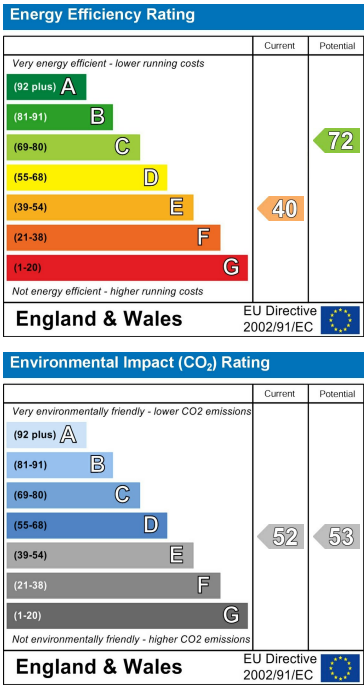 Energy Efficiency Rating
Current Potential
Very energy efficient - lower running costs
(92 plus) A
(81-91) B
72
(69-80) C
(55-68) D
(39-54) E
40
(21-38) F
(1-20) G
Not energy efficient - higher running costs
England & Wales
EU Directive
2002/91/EC
Environmental Impact (CO₂) Rating
Current Potential
Very environmentally friendly - lower CO2 emissions
(92 plus) A
(81-91) B
(69-80) C
(55-68) D
52 53
(39-54) E
(21-38) F
(1-20) G
Not environmentally friendly - higher CO2 emissions
England & Wales
EU Directive
2002/91/EC